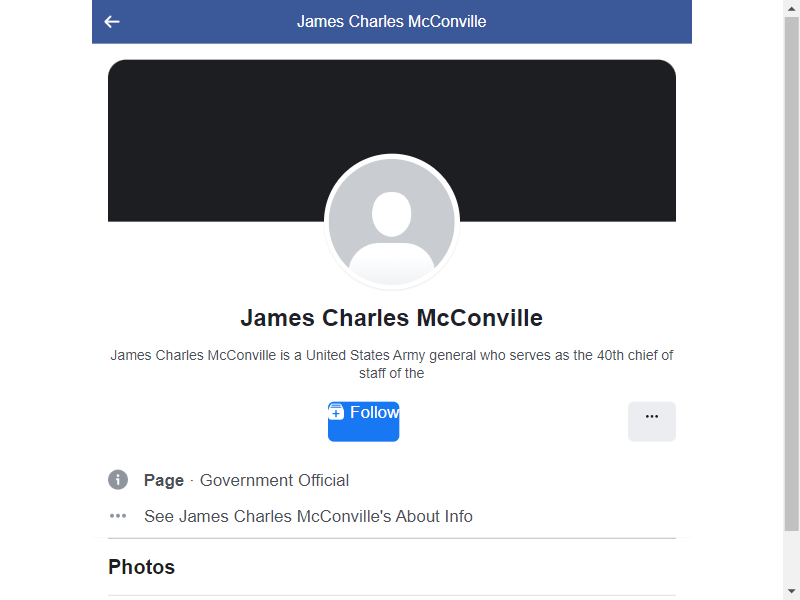 James Charles McConville
James Charles McConville
James Charles McConville is a United States Army general who serves as the 40th chief of
staff of the
Follow
Page · Government Official
See James Charles McConville's About Info
Photos